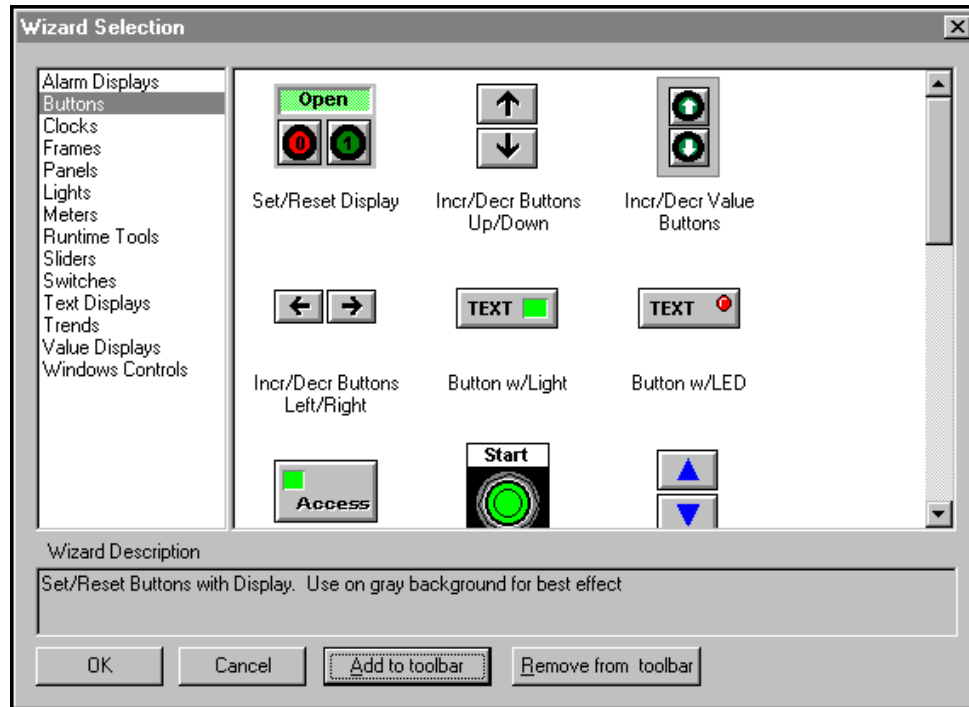 Wizard Selection
Alarm Displays
Buttons
Clocks
Frames
Panels
Lights
Meters
Runtime Tools
Sliders
Switches
Text Displays
Trends
Value Displays
Windows Controls
Open
0 1
Set/Reset Display
Incr/Decr Buttons
Up/Down
Incr/Decr Value
Buttons
TEXT
TEXT
Incr/Decr Buttons
Left/Right
Button w/Light
Button w/LED
Access
Start
Wizard Description
Set/Reset Buttons with Display.  Use on gray background for best effect
OK
Cancel
Add to toolbar
Remove from  toolbar